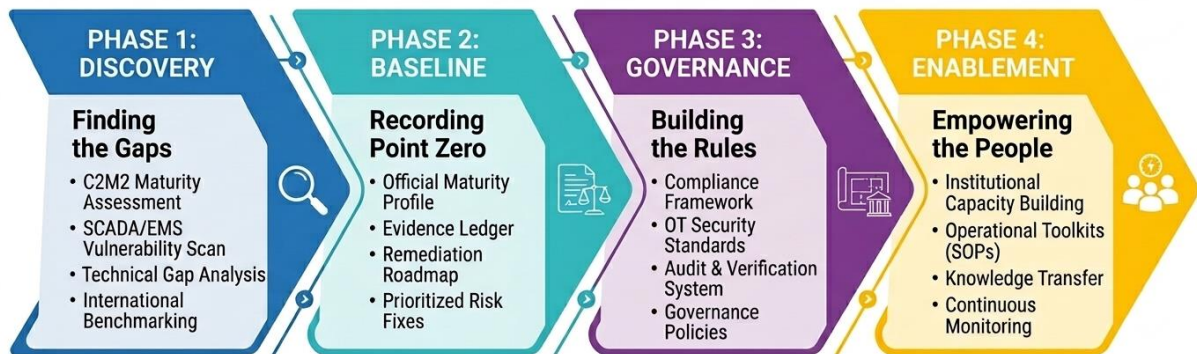 PHASE 1:
DISCOVERY
Finding
the Gaps
• C2M2 Maturity
Assessment
• SCADA/EMS
Vulnerability Scan
• Technical Gap Analysis
• International
Benchmarking
PHASE 2:
BASELINE
Recording
Point Zero
• Official Maturity
Profile
• Evidence Ledger
• Remediation
Roadmap
• Prioritized Risk
Fixes
PHASE 3:
GOVERNANCE
Building
the Rules
• Compliance
Framework
• OT Security
Standards
• Audit & Verification
System
• Governance
Policies
PHASE 4:
ENABLEMENT
Empowering
the People
• Institutional
Capacity Building
• Operational Toolkits
(SOPs)
• Knowledge Transfer
• Continuous
Monitoring